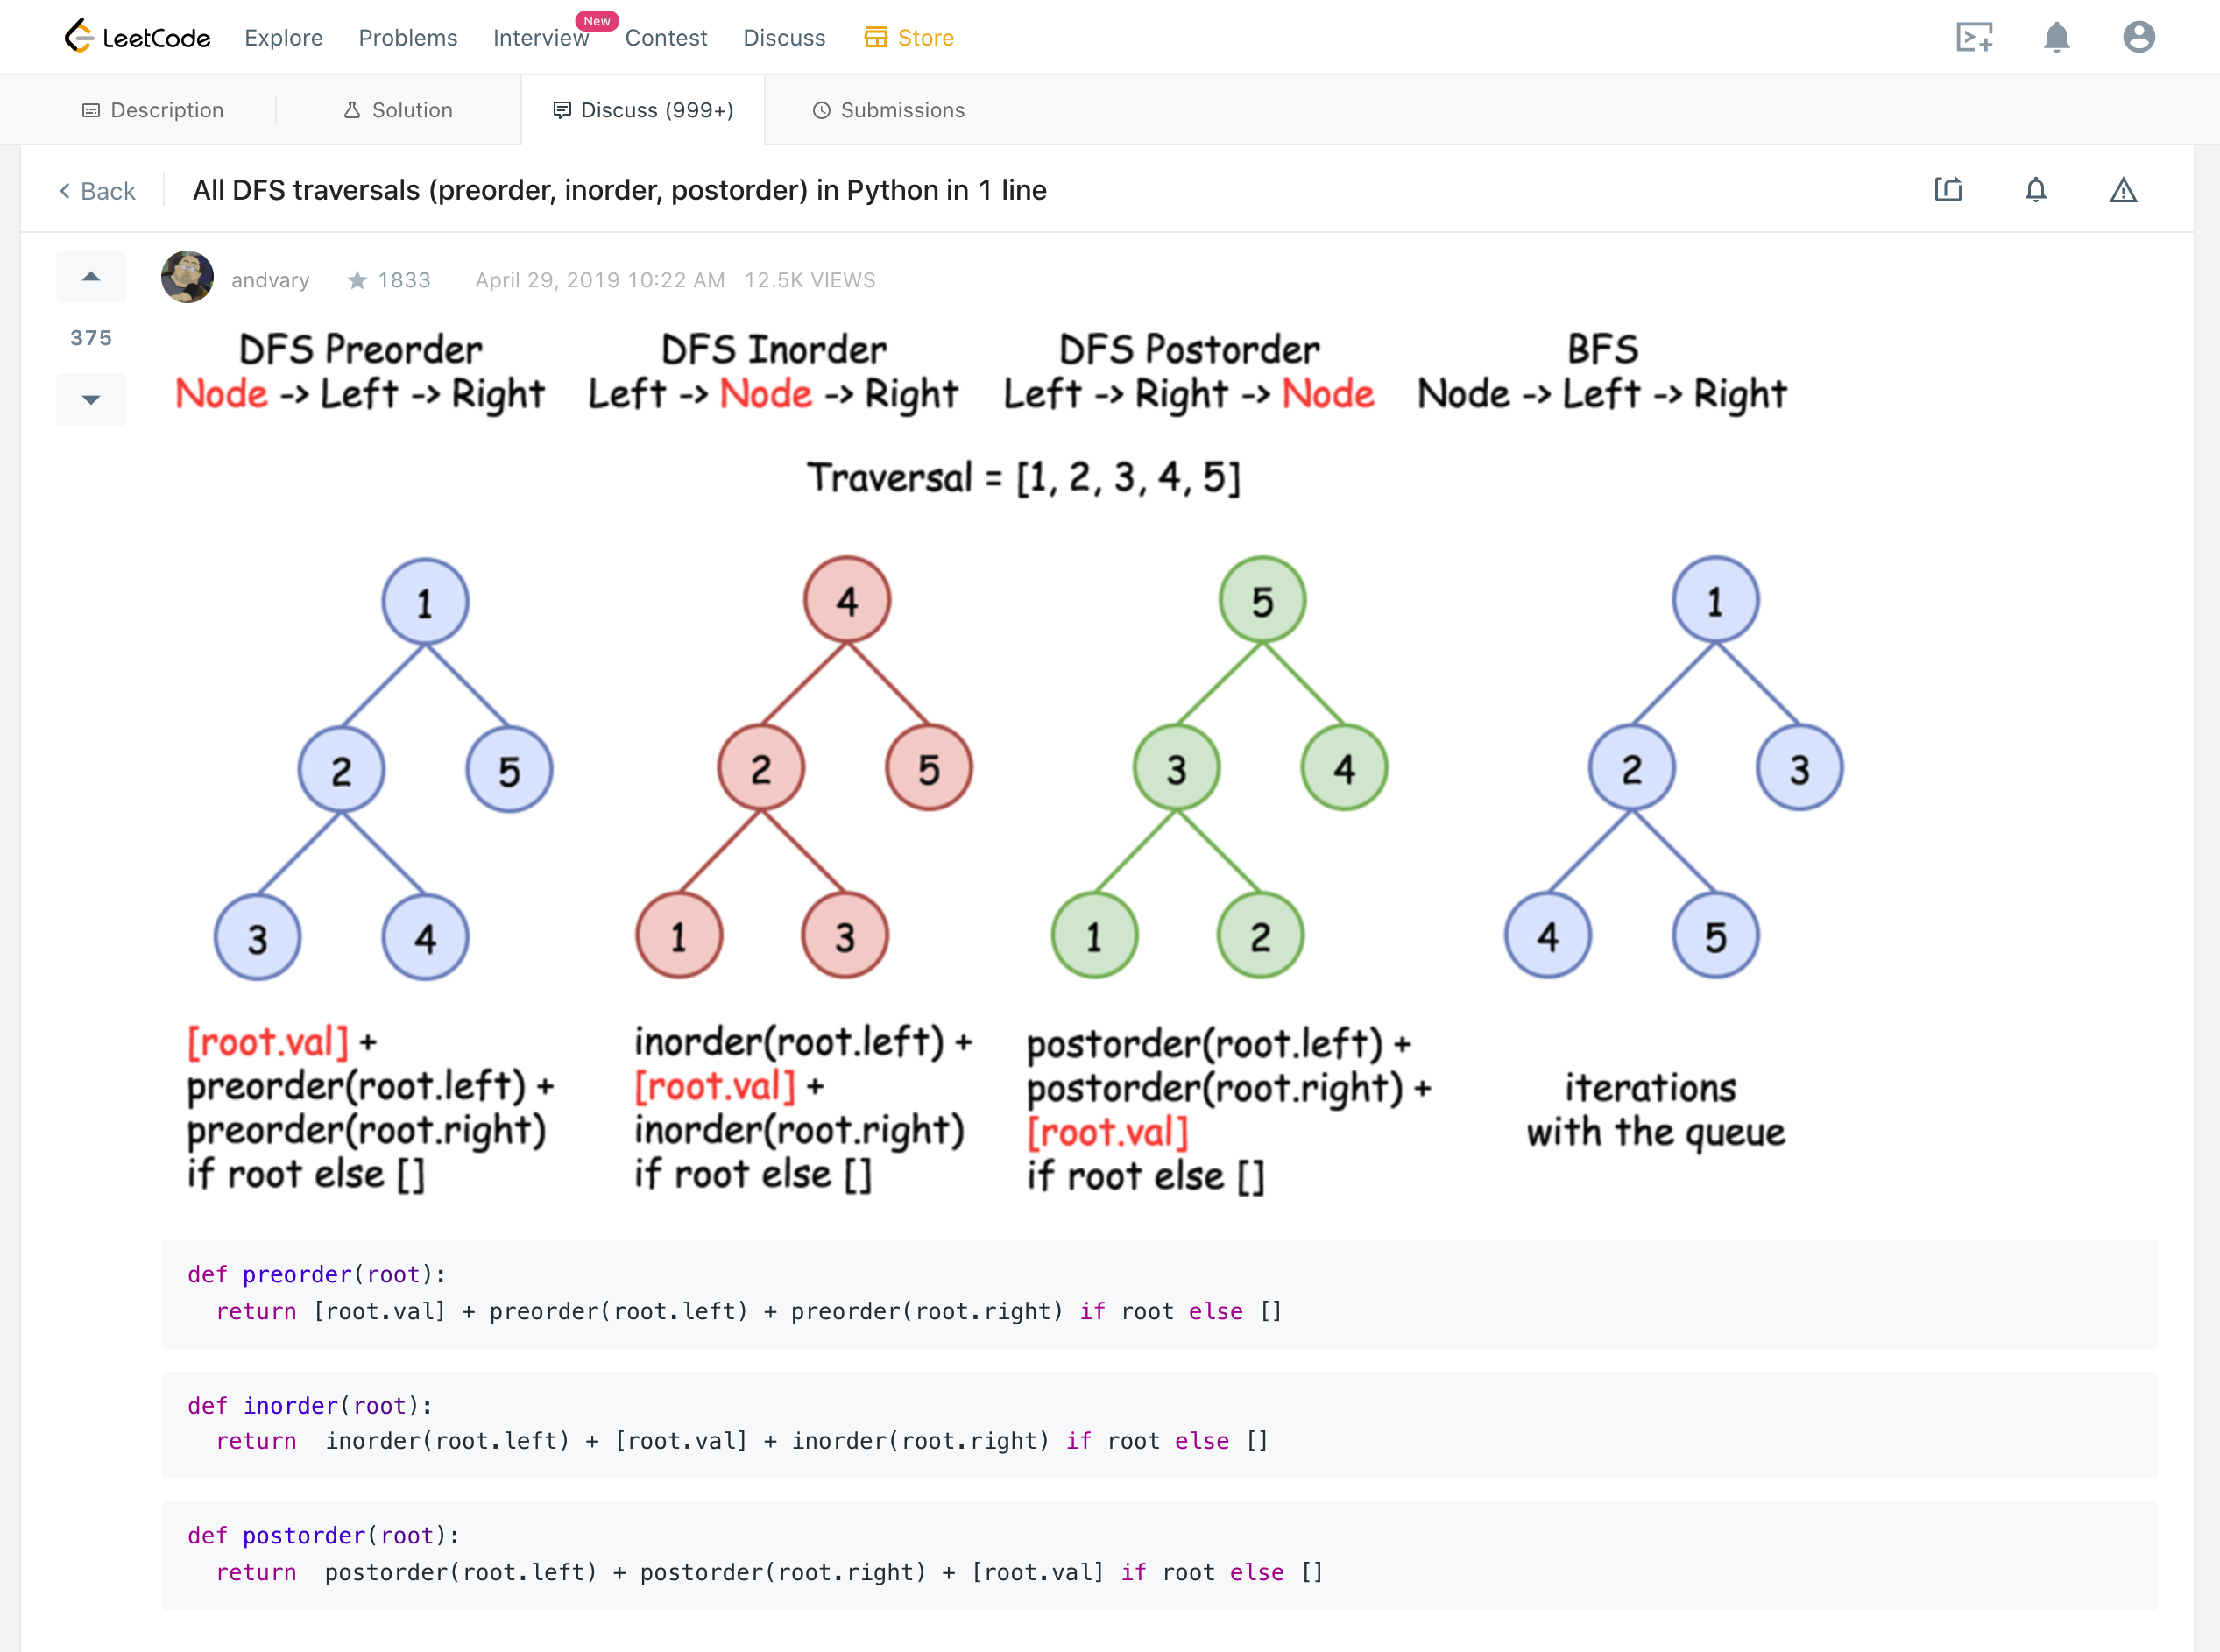 LeetCode Explore Problems Interview New Contest Discuss Store
Description Solution Discuss (999+) Submissions
Back All DFS traversals (preorder, inorder, postorder) in Python in 1 line
andvary 1833 April 29, 2019 10:22 AM 12.5K VIEWS
375
DFS Preorder
Node -> Left -> Right
DFS Inorder
Left -> Node -> Right
DFS Postorder
Left -> Right -> Node
BFS
Node -> Left -> Right
Traversal = [1, 2, 3, 4, 5]
1
2 5
3 4
4
2 5
1 3
5
3 4
1 2
1
2 3
4 5
[root.val] +
preorder(root.left) +
preorder(root.right)
if root else []
inorder(root.left) +
[root.val] +
inorder(root.right)
if root else []
postorder(root.left) +
postorder(root.right) +
[root.val]
if root else []
iterations
with the queue
def preorder(root):
  return [root.val] + preorder(root.left) + preorder(root.right) if root else []
def inorder(root):
  return  inorder(root.left) + [root.val] + inorder(root.right) if root else []
def postorder(root):
  return  postorder(root.left) + postorder(root.right) + [root.val] if root else []